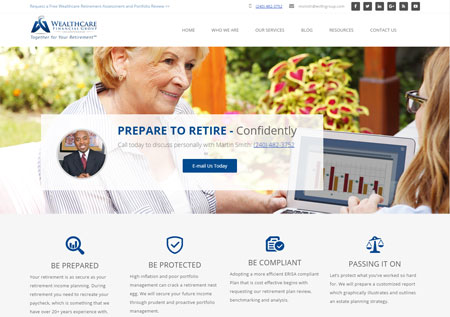 Request a Free Wealthcare Retirement Assessment and Portfolio Review >>
(240) 482-3752
WEALTHCARE
FINANCIAL GROUP
Together for Your Retirement℠
HOME
WHO WE ARE
OUR SERVICES
BLOG
RESOURCES
CONTACT US
PREPARE TO RETIRE - Confidently
Call today to discuss personally with Martin Smith: (240) 482-3752
E-mail Us Today
BE PREPARED
Your retirement is as secure as your
retirement income planning. During
retirement you need to recreate your
paycheck, which is something that we
have over 20+ years experience with.
BE PROTECTED
High inflation and poor portfolio
management can crack a retirement nest
egg. We will secure your future income
through prudent and proactive portfolio
management.
BE COMPLIANT
Adopting a more efficient ERISA compliant
Plan that is cost effective begins with
requesting our retirement plan review,
benchmarking and analysis.
PASSING IT ON
Let's protect what you've worked so hard
for. We will prepare a customized report
which graphically illustrates and outlines
an estate planning strategy.